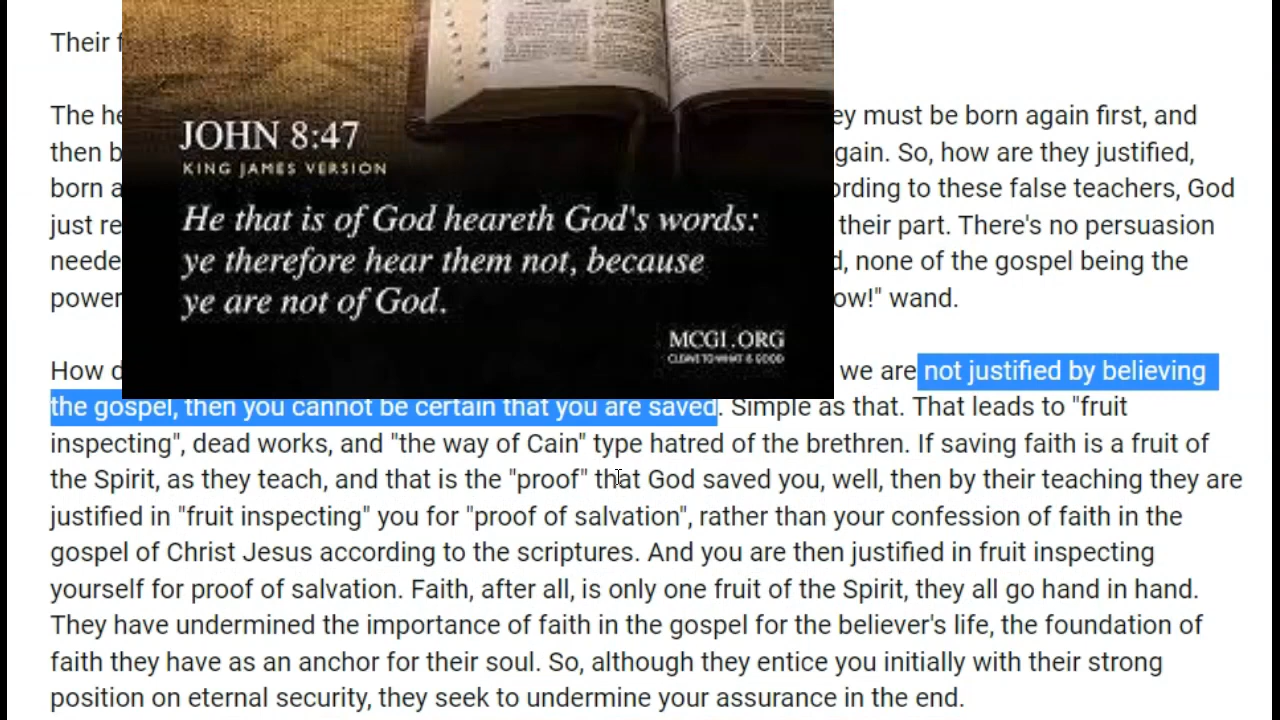 Their f
The he
ey must be born again first, and
then b
gain. So, how are they justified,
born a
ording to these false teachers, God
just re
their part. There's no persuasion
neede
d, none of the gospel being the
power
ow!" wand.
JOHN 8:47
KING JAMES VERSION
He that is of God heareth God's words:
ye therefore hear them not, because
ye are not of God.
MCGI.ORG
CLEAVE TO WHAT IS GOOD
How d
we are not justified by believing
the gospel, then you cannot be certain that you are saved. Simple as that. That leads to "fruit
inspecting", dead works, and "the way of Cain" type hatred of the brethren. If saving faith is a fruit of
the Spirit, as they teach, and that is the "proof" that God saved you, well, then by their teaching they are
justified in "fruit inspecting" you for "proof of salvation", rather than your confession of faith in the
gospel of Christ Jesus according to the scriptures. And you are then justified in fruit inspecting
yourself for proof of salvation. Faith, after all, is only one fruit of the Spirit, they all go hand in hand.
They have undermined the importance of faith in the gospel for the believer's life, the foundation of
faith they have as an anchor for their soul. So, although they entice you initially with their strong
position on eternal security, they seek to undermine your assurance in the end.